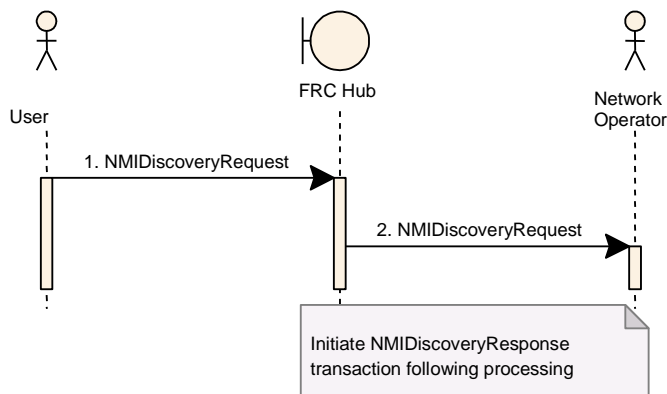 FRC Hub
User
Network
Operator
1. NMIDiscoveryRequest
2. NMIDiscoveryRequest
Initiate NMIDiscoveryResponse
transaction following processing